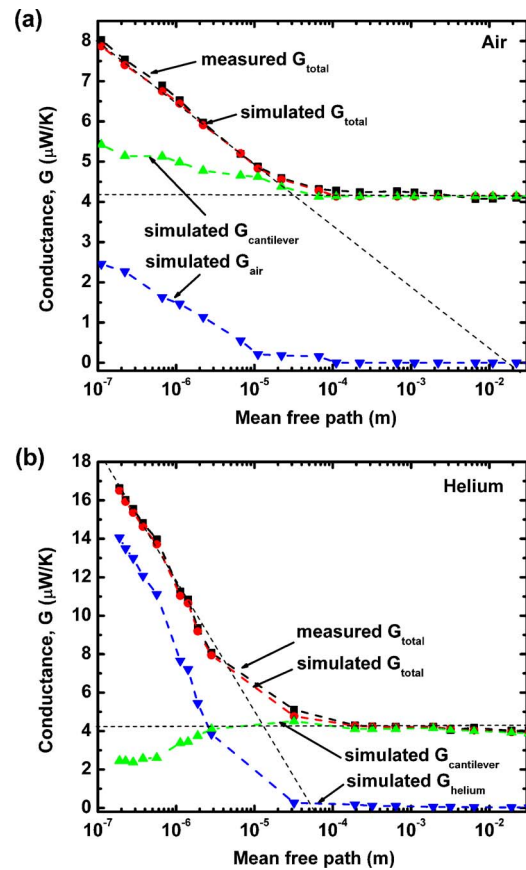 (a)
Air
8
7
6
5
4
3
2
1
0
Conductance, G (μW/K)
measured G_total
simulated G_total
simulated G_cantilever
simulated G_air
10^-7 10^-6 10^-5 10^-4 10^-3 10^-2
Mean free path (m)
(b)
Helium
18
16
14
12
10
8
6
4
2
0
Conductance, G (μW/K)
measured G_total
simulated G_total
simulated G_cantilever
simulated G_helium
10^-7 10^-6 10^-5 10^-4 10^-3 10^-2
Mean free path (m)